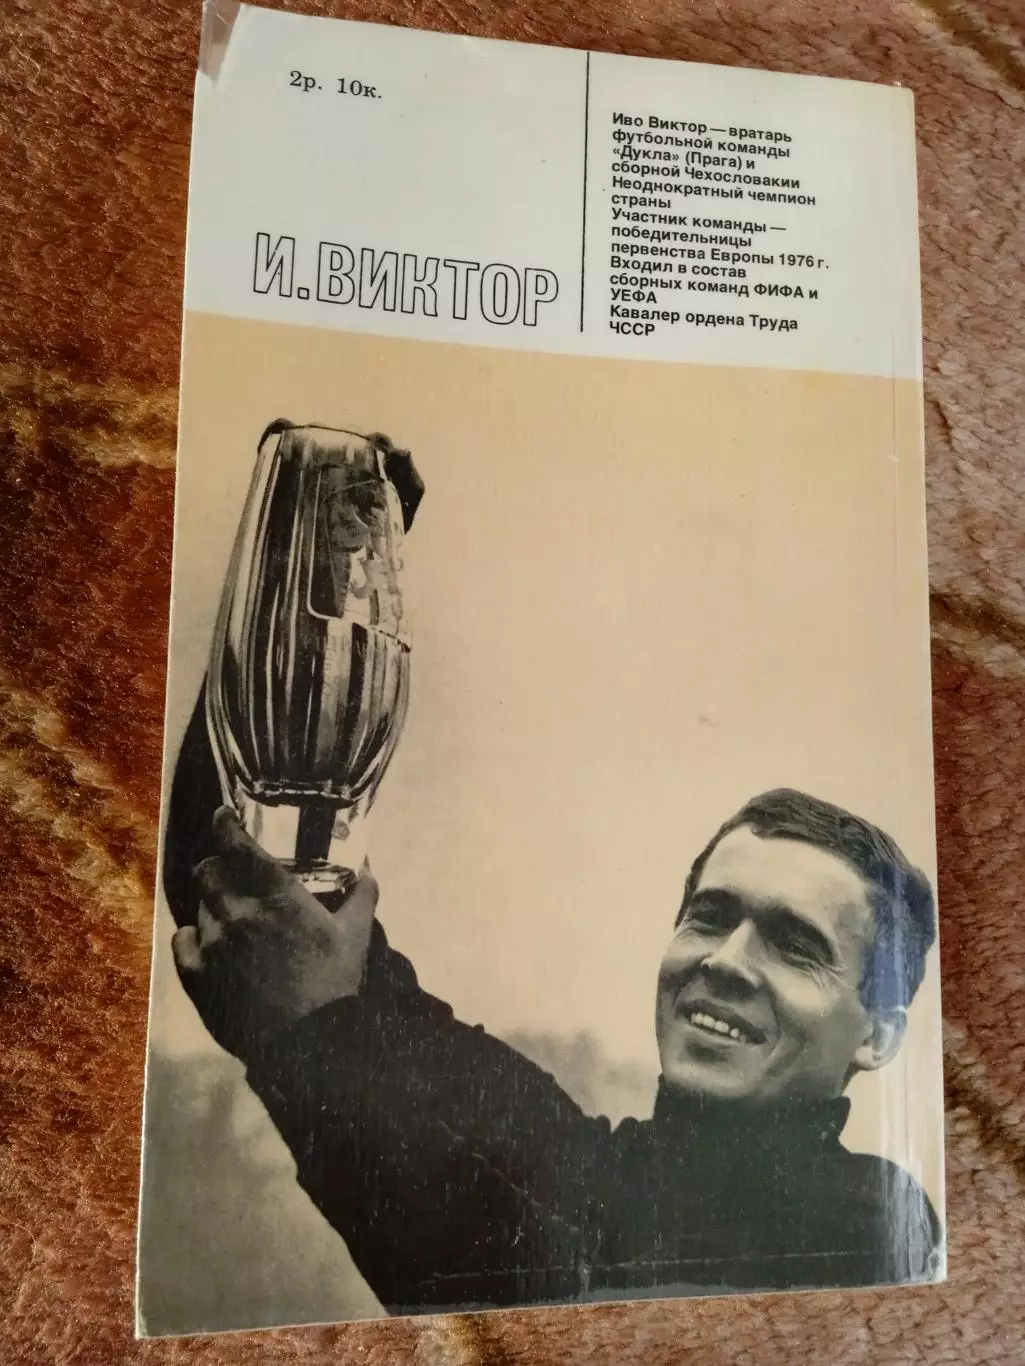 2р. 10к.
И.ВИКТОР
Иво Виктор — вратарь
футбольной команды
«Дукла» (Прага) и
сборной Чехословакии
Неоднократный чемпион
страны
Участник команды —
победительницы
первенства Европы 1976 г.
Входил в состав
сборных команд ФИФА и
УЕФА
Кавалер ордена Труда
ЧССР